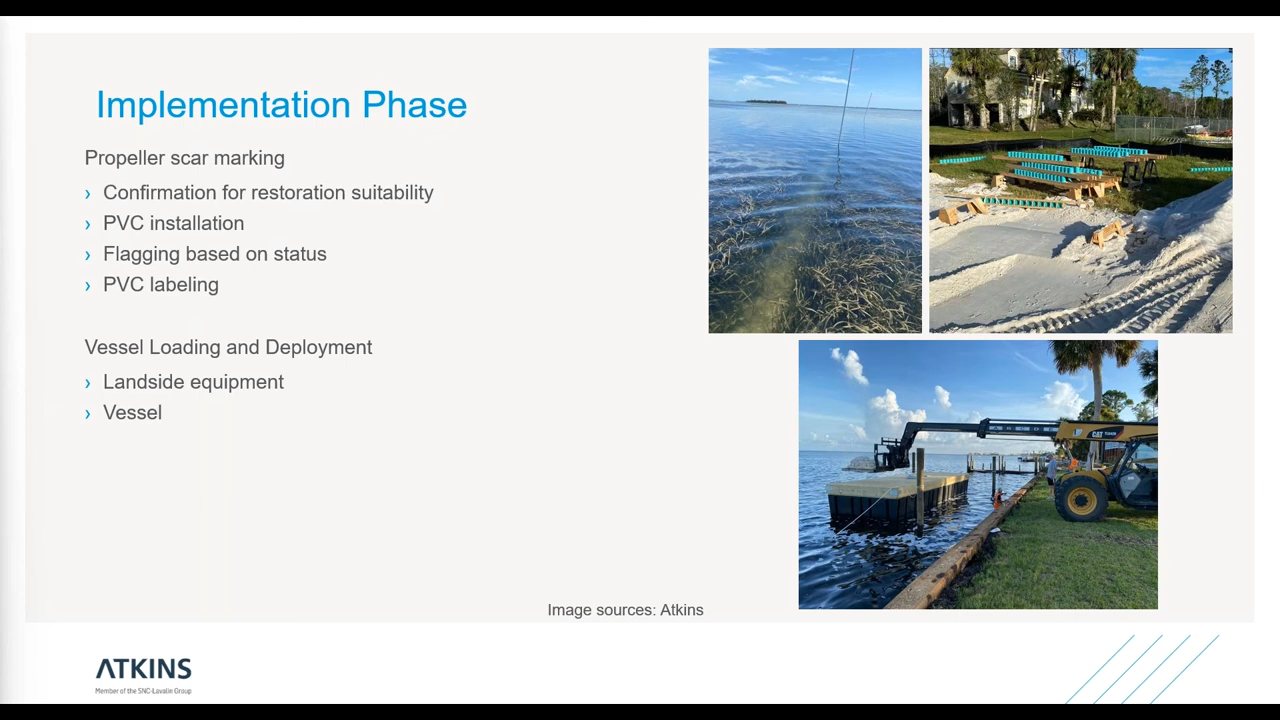 Implementation Phase
Propeller scar marking
› Confirmation for restoration suitability
› PVC installation
› Flagging based on status
› PVC labeling
Vessel Loading and Deployment
› Landside equipment
› Vessel
CAT
Image sources: Atkins
ATKINS
Member of the SNC-Lavalin Group